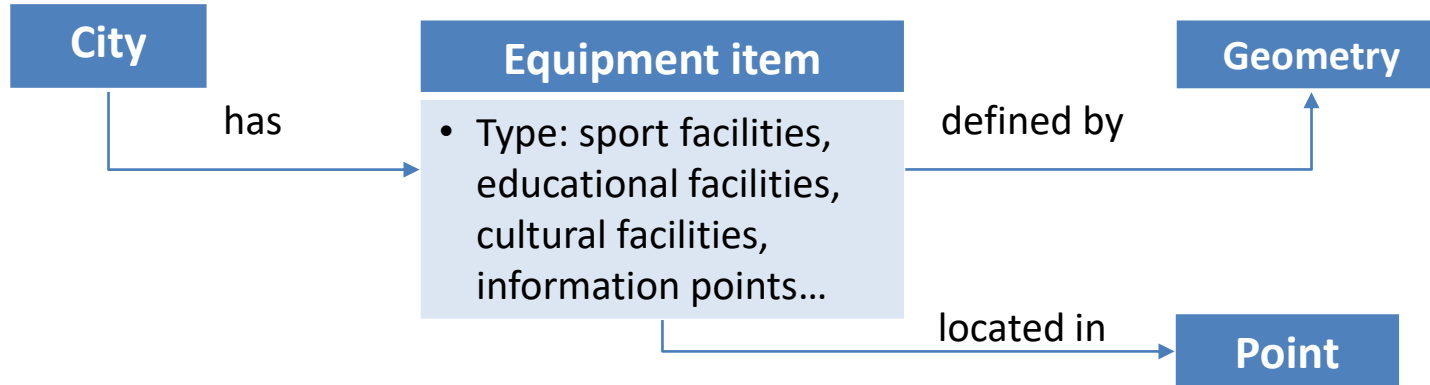 City
Equipment item
Geometry
has
• Type: sport facilities,
educational facilities,
cultural facilities,
information points…
defined by
located in
Point